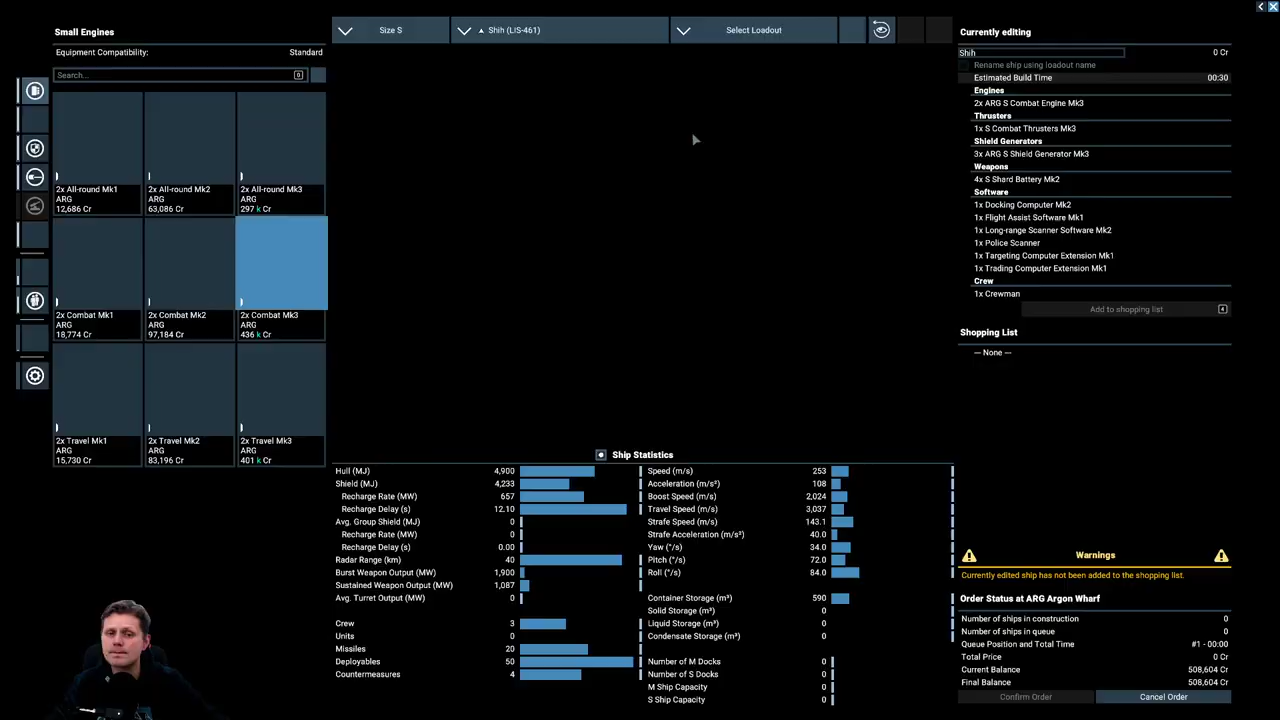 Small Engines
Equipment Compatibility: Standard
Search... 0
2x All-round Mk1
ARG
12,686 Cr
2x All-round Mk2
ARG
63,086 Cr
2x All-round Mk3
ARG
297 k Cr
2x Combat Mk1
ARG
18,774 Cr
2x Combat Mk2
ARG
97,184 Cr
2x Combat Mk3
ARG
436 k Cr
2x Travel Mk1
ARG
15,730 Cr
2x Travel Mk2
ARG
83,196 Cr
2x Travel Mk3
ARG
401 k Cr
Size S
Shih (LIS-461)
Select Loadout
Ship Statistics
Hull (MJ) 4,900
Shield (MJ) 4,233
Recharge Rate (MW) 657
Recharge Delay (s) 12.10
Avg. Group Shield (MJ) 0
Recharge Rate (MW) 0
Recharge Delay (s) 0.00
Radar Range (km) 40
Burst Weapon Output (MW) 1,900
Sustained Weapon Output (MW) 1,087
Avg. Turret Output (MW) 0
Crew 3
Units 0
Missiles 20
Deployables 50
Countermeasures 4
Speed (m/s) 253
Acceleration (m/s²) 108
Boost Speed (m/s) 2,024
Travel Speed (m/s) 3,037
Strafe Speed (m/s) 143.1
Strafe Acceleration (m/s²) 40.0
Yaw (°/s) 34.0
Pitch (°/s) 72.0
Roll (°/s) 84.0
Container Storage (m³) 590
Solid Storage (m³) 0
Liquid Storage (m³) 0
Condensate Storage (m³) 0
Number of M Docks 0
Number of S Docks 0
M Ship Capacity 0
S Ship Capacity 0
Currently editing
Shih 0 Cr
Rename ship using loadout name
Estimated Build Time 00:30
Engines
2x ARG S Combat Engine Mk3
Thrusters
1x S Combat Thrusters Mk3
Shield Generators
3x ARG S Shield Generator Mk3
Weapons
4x S Shard Battery Mk2
Software
1x Docking Computer Mk2
1x Flight Assist Software Mk1
1x Long-range Scanner Software Mk2
1x Police Scanner
1x Targeting Computer Extension Mk1
1x Trading Computer Extension Mk1
Crew
1x Crewman
Add to shopping list 4
Shopping List
— None —
Warnings
Currently edited ship has not been added to the shopping list.
Order Status at ARG Argon Wharf
Number of ships in construction 0
Number of ships in queue 0
Queue Position and Total Time #1 - 00:00
Total Price 0 Cr
Current Balance 508,604 Cr
Final Balance 508,604 Cr
Confirm Order
Cancel Order